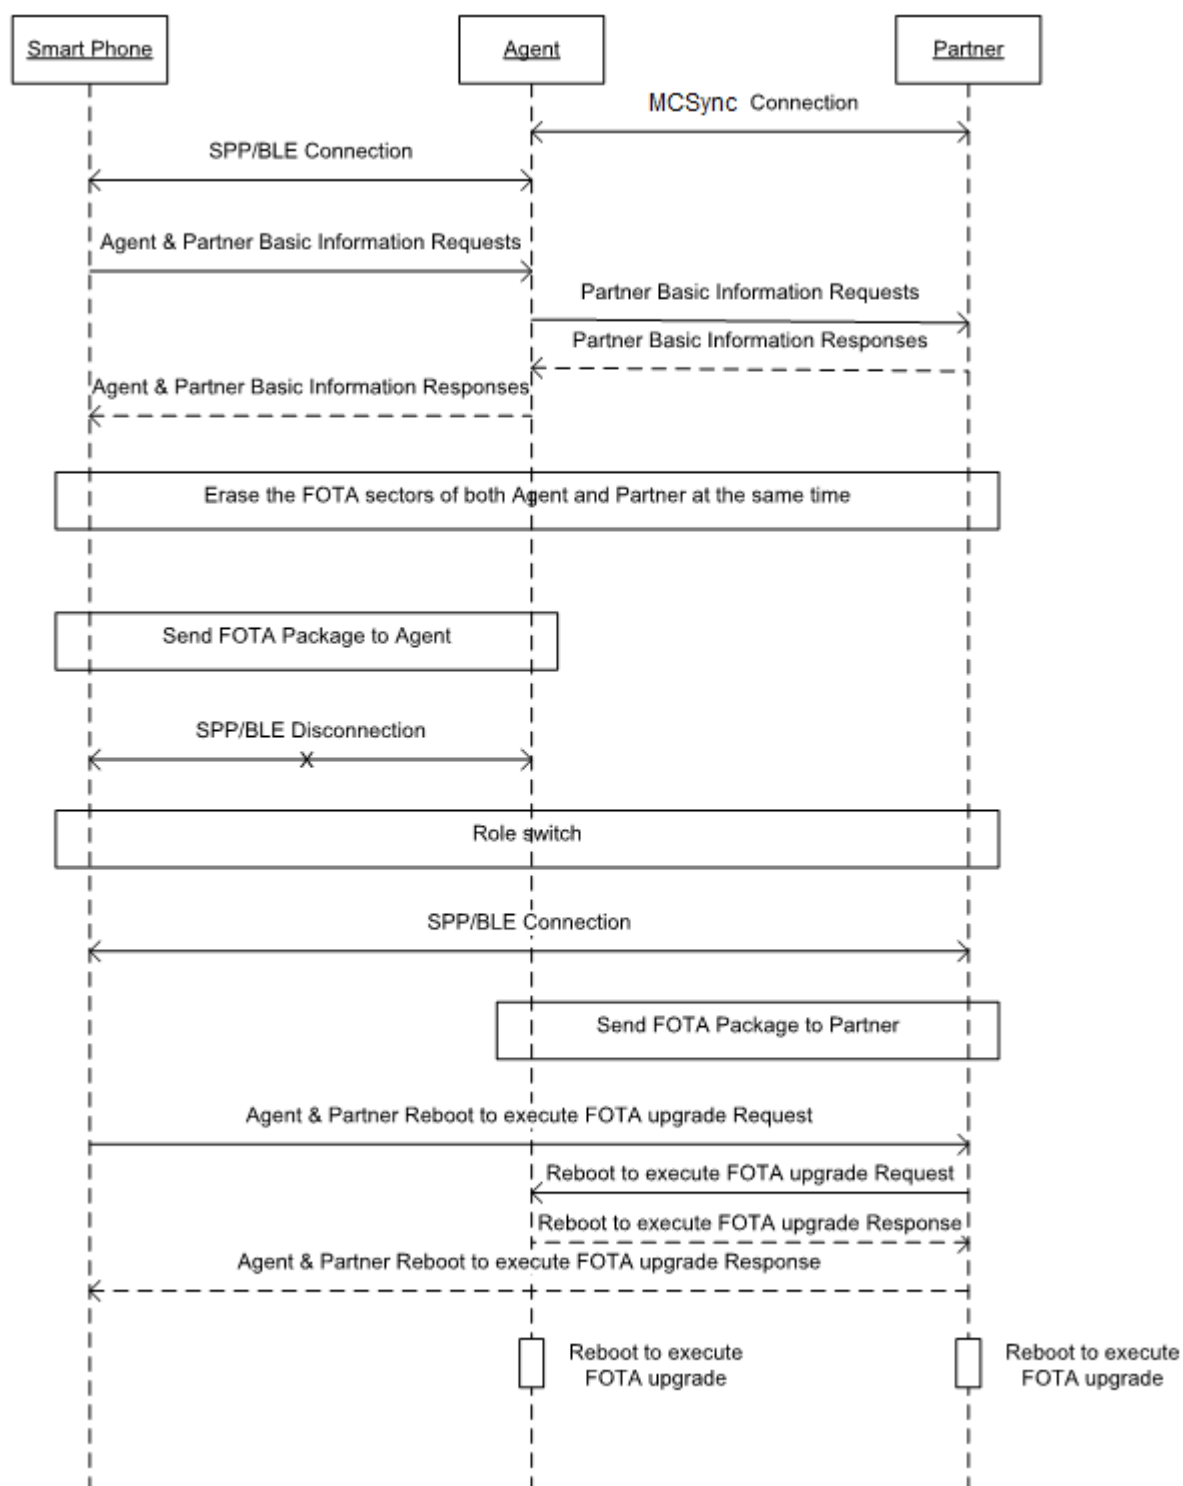 Smart Phone
Agent
Partner
MCSync Connection
SPP/BLE Connection
Agent & Partner Basic Information Requests
Partner Basic Information Requests
Partner Basic Information Responses
Agent & Partner Basic Information Responses
Erase the FOTA sectors of both Agent and Partner at the same time
Send FOTA Package to Agent
SPP/BLE Disconnection
X
Role switch
SPP/BLE Connection
Send FOTA Package to Partner
Agent & Partner Reboot to execute FOTA upgrade Request
Reboot to execute FOTA upgrade Request
Reboot to execute FOTA upgrade Response
Agent & Partner Reboot to execute FOTA upgrade Response
Reboot to execute
FOTA upgrade
Reboot to execute
FOTA upgrade